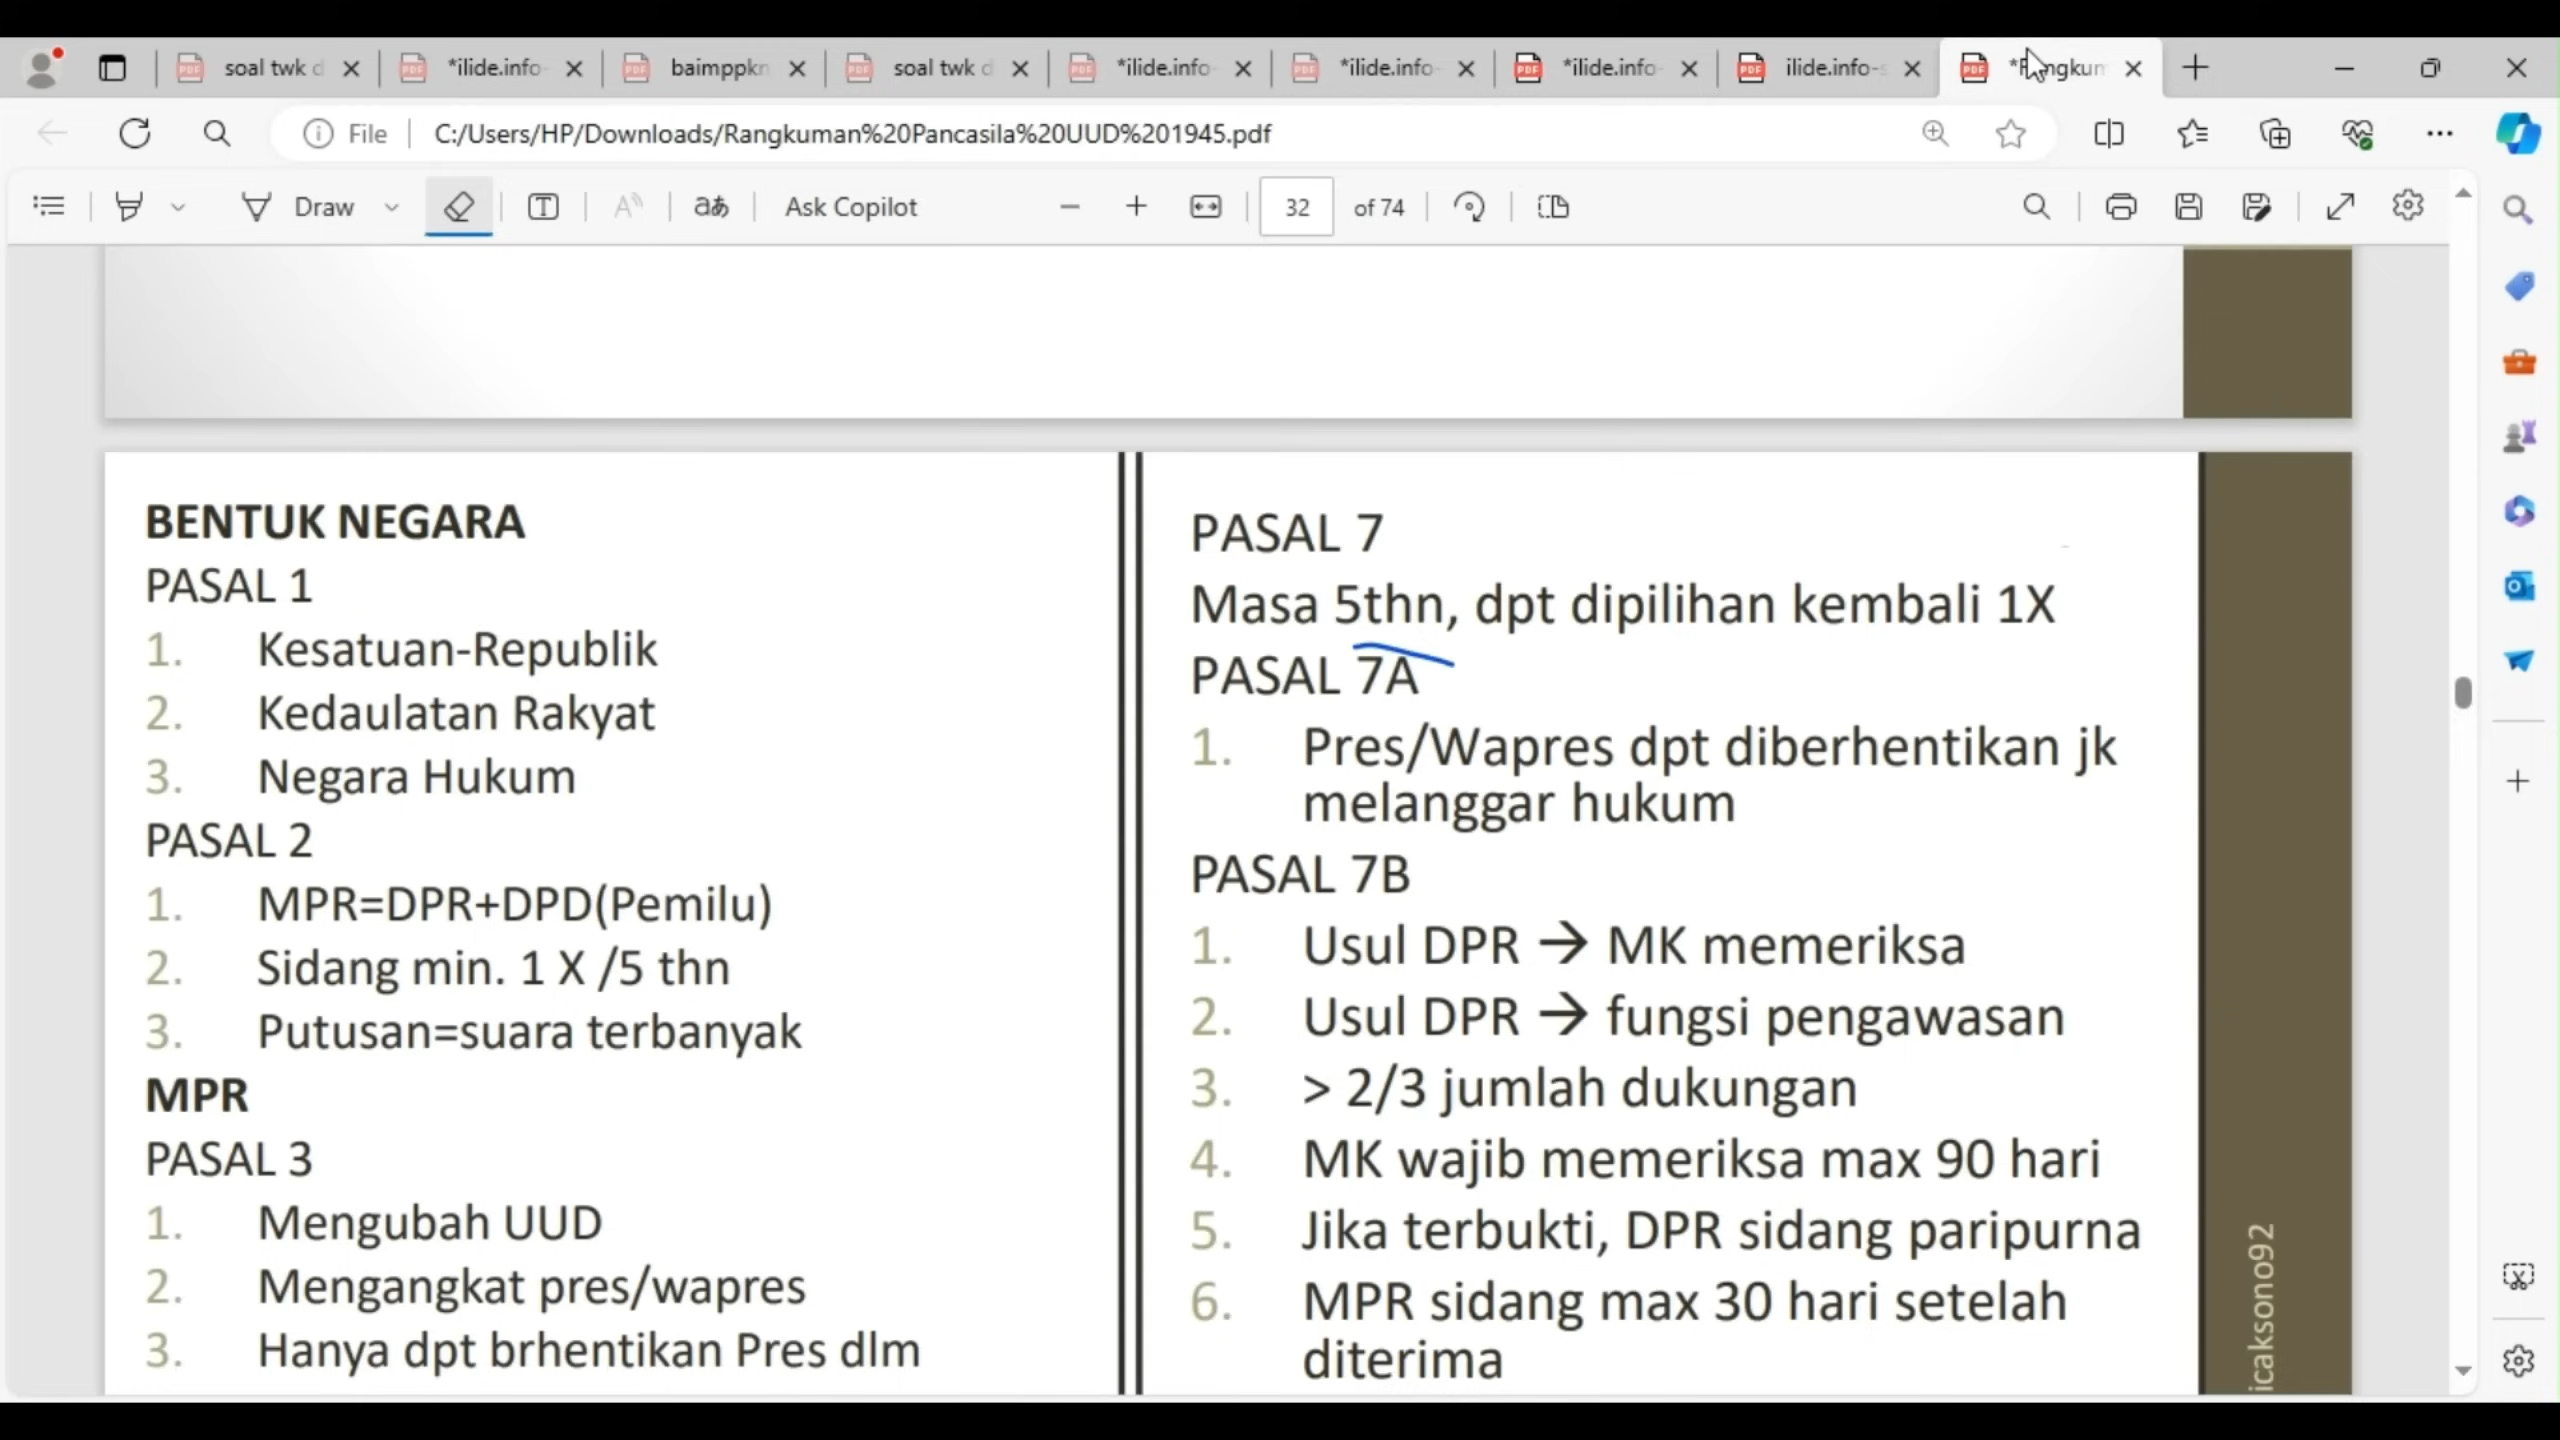 soal twk d
*ilide.info-
baimppkn
soal twk d
*ilide.info-
*ilide.info-
*ilide.info-
ilide.info-s
File
C:/Users/HP/Downloads/Rangkuman%20Pancasila%20UUD%201945.pdf
Draw
Ask Copilot
32 of 74
BENTUK NEGARA
PASAL 1
1. Kesatuan-Republik
2. Kedaulatan Rakyat
3. Negara Hukum
PASAL 2
1. MPR=DPR+DPD(Pemilu)
2. Sidang min. 1 X /5 thn
3. Putusan=suara terbanyak
MPR
PASAL 3
1. Mengubah UUD
2. Mengangkat pres/wapres
3. Hanya dpt brhentikan Pres dlm
PASAL 7
Masa 5thn, dpt dipilihan kembali 1X
PASAL 7A
1. Pres/Wapres dpt diberhentikan jk
melanggar hukum
PASAL 7B
1. Usul DPR → MK memeriksa
2. Usul DPR → fungsi pengawasan
3. > 2/3 jumlah dukungan
4. MK wajib memeriksa max 90 hari
5. Jika terbukti, DPR sidang paripurna
6. MPR sidang max 30 hari setelah
diterima
icaksono92